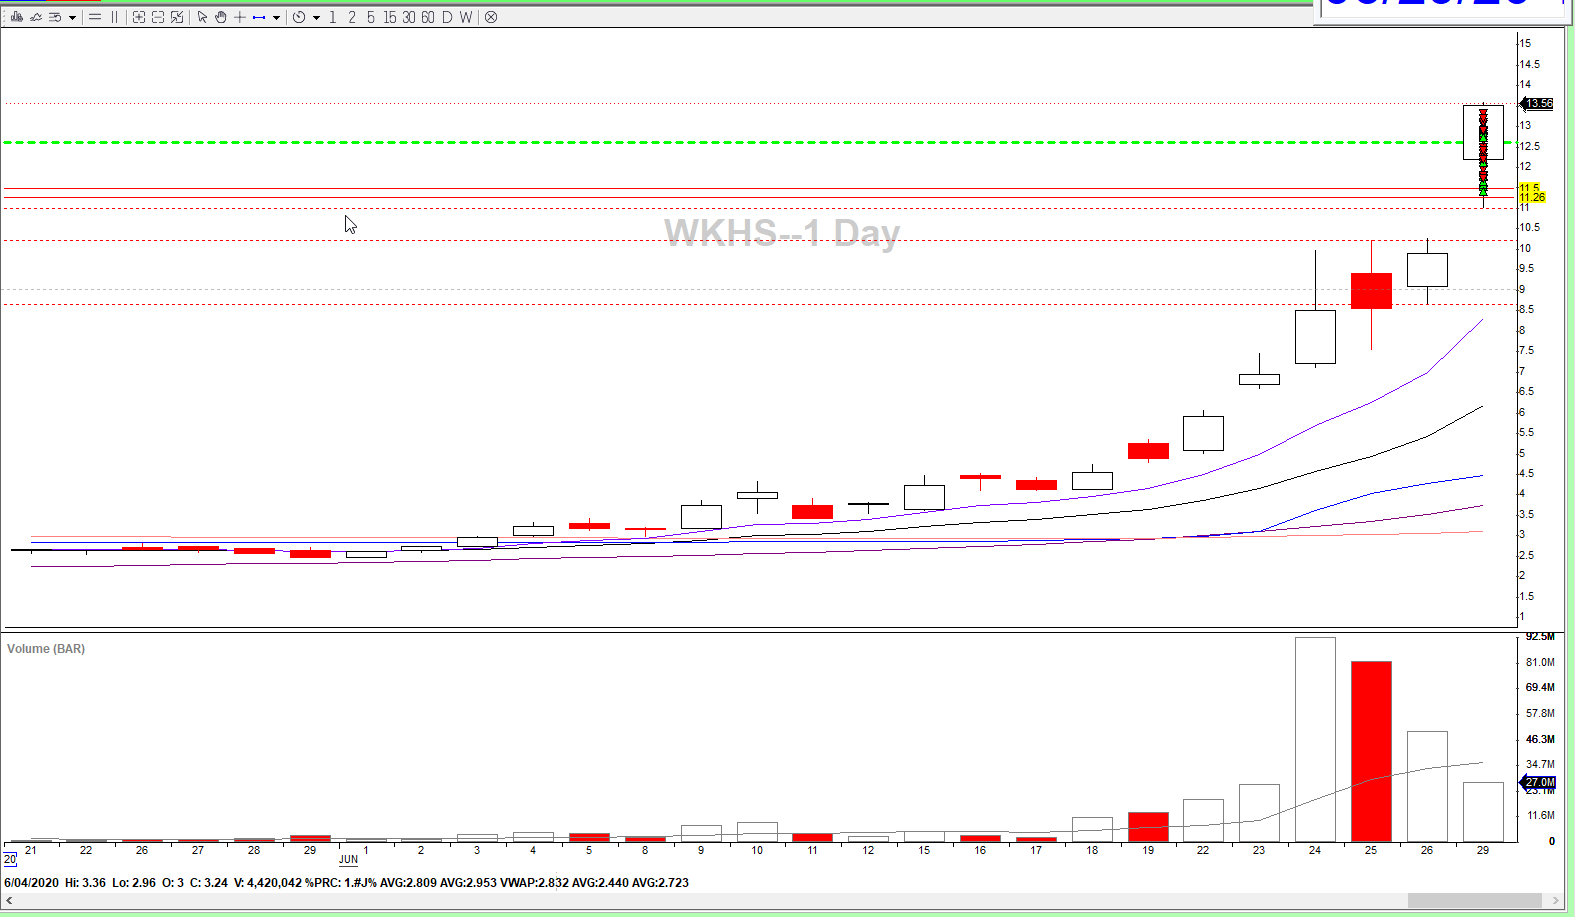 1 2 5 15 30 60 D W
15
14.5
14
13.56
13
12.5
12
11.5
11.26
11
WKHS--1 Day
10.5
10
9.5
9
8.5
8
7.5
7
6.5
6
5.5
5
4.5
4
3.5
3
2.5
2
1.5
1
Volume (BAR)
92.5M
81.0M
69.4M
57.8M
46.3M
34.7M
27.0M
23.1M
11.6M
0
21 22 26 27 28 29 1 2 3 4 5 8 9 10 11 12 15 16 17 18 19 22 23 24 25 26 29
20 JUN
6/04/2020 Hi: 3.36 Lo: 2.96 O: 3 C: 3.24 V: 4,420,042 %PRC: 1.#J% AVG:2.809 AVG:2.953 VWAP:2.832 AVG:2.440 AVG:2.723